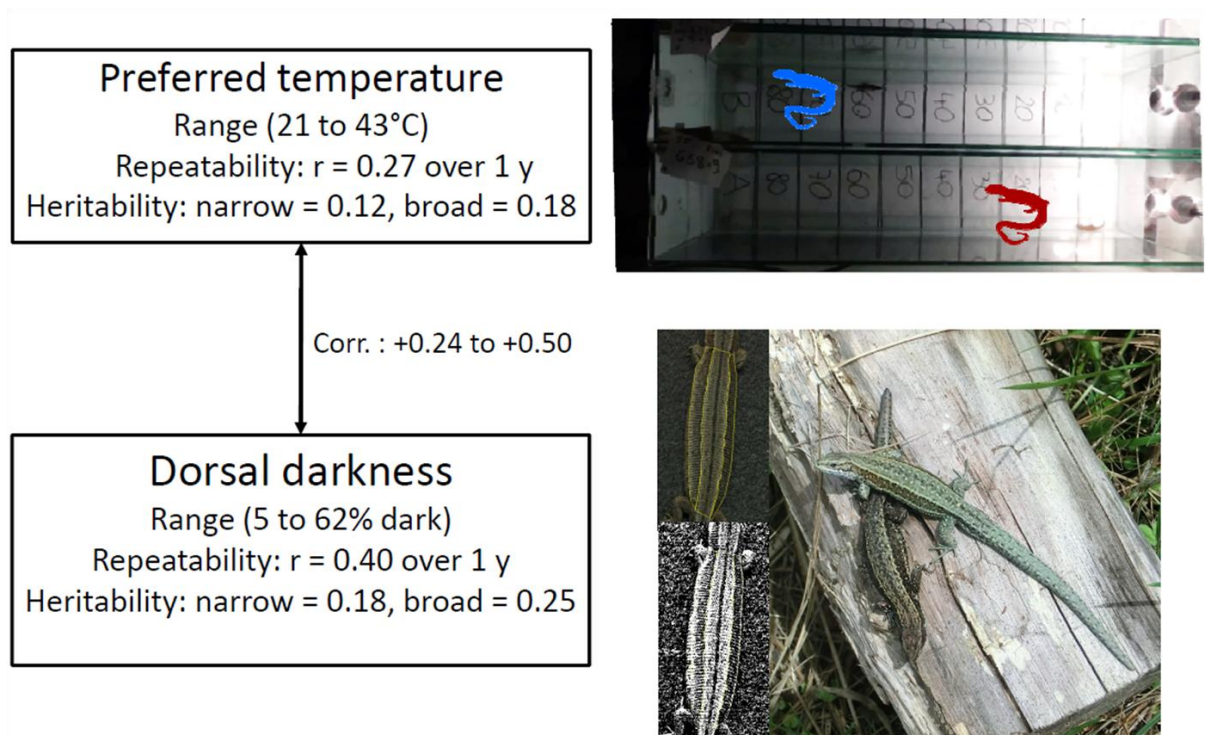 Preferred temperature
Range (21 to 43°C)
Repeatability: r = 0.27 over 1 y
Heritability: narrow = 0.12, broad = 0.18
Corr. : +0.24 to +0.50
Dorsal darkness
Range (5 to 62% dark)
Repeatability: r = 0.40 over 1 y
Heritability: narrow = 0.18, broad = 0.25
B 80 60 50 40 30 20
A 80 70 60 50 40 30